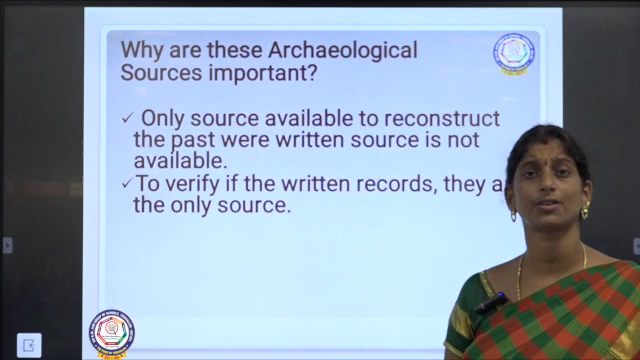 Why are these Archaeological
Sources important?
✓ Only source available to reconstruct
the past were written source is not
available.
✓ To verify if the written records, they a
the only source.